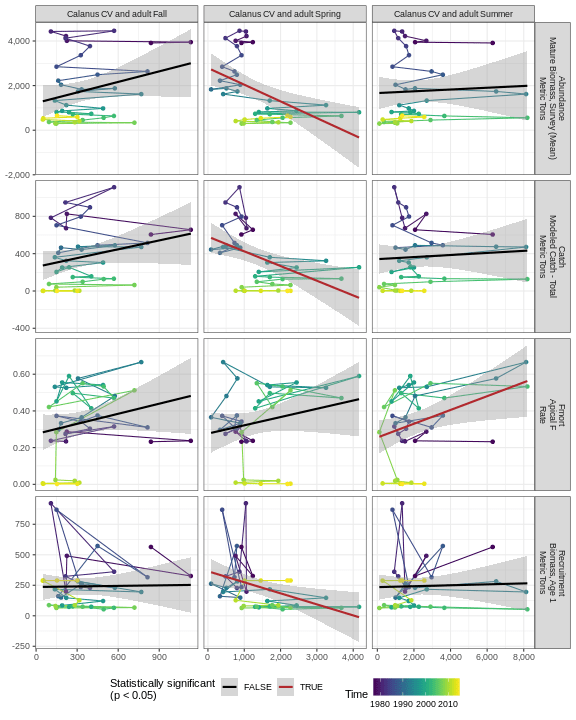 Calanus CV and adult Fall
Calanus CV and adult Spring
Calanus CV and adult Summer
4,000
2,000
0
-2,000
Abundance
Mature Biomass, Survey (Mean)
Metric Tons
800
400
0
-400
Catch
Modeled Catch - Total
Metric Tons
0.60
0.40
0.20
0.00
Fmort
Apical F
Rate
750
500
250
0
-250
Recruitment
Biomass, Age 1
Metric Tons
0 300 600 900
0 1,000 2,000 3,000 4,000
0 2,000 4,000 6,000 8,000
Statistically significant
(p < 0.05)
FALSE
TRUE
Time
1980 1990 2000 2010